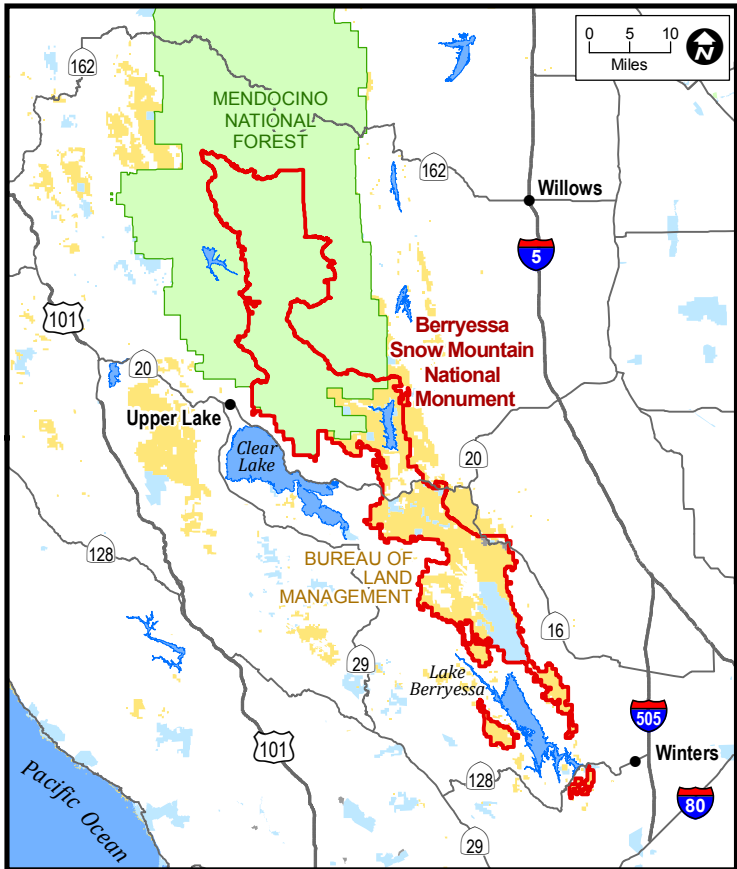 0 5 10
Miles
N
162
MENDOCINO
NATIONAL
FOREST
162
Willows
5
101
Berryessa
Snow Mountain
National
Monument
20
Upper Lake
Clear
Lake
20
128
BUREAU OF
LAND
MANAGEMENT
16
29
Lake
Berryessa
505
101
Winters
128
80
Pacific Ocean
29